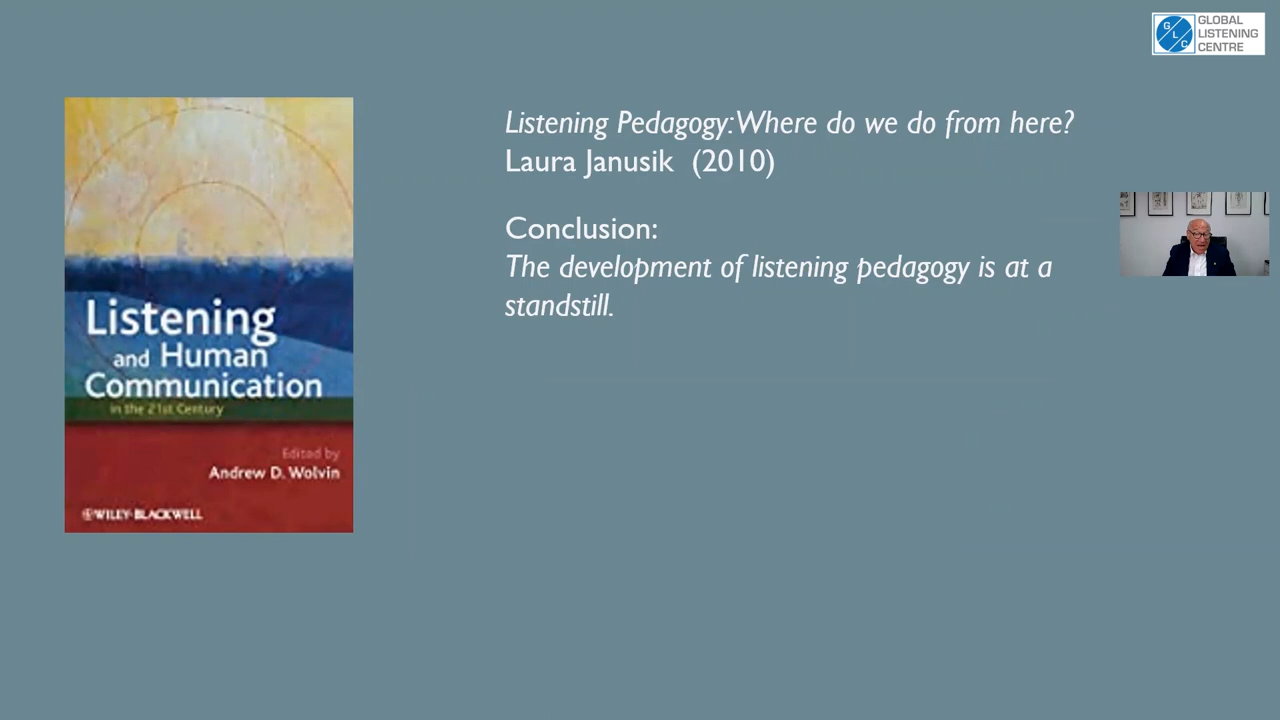 GLOBAL
LISTENING
CENTRE
G
L
C
Listening Pedagogy: Where do we do from here?
Laura Janusik (2010)
Conclusion:
The development of listening pedagogy is at a
standstill.
Listening
and Human
Communication
in the 21st Century
Edited by
Andrew D. Wolvin
WILEY-BLACKWELL